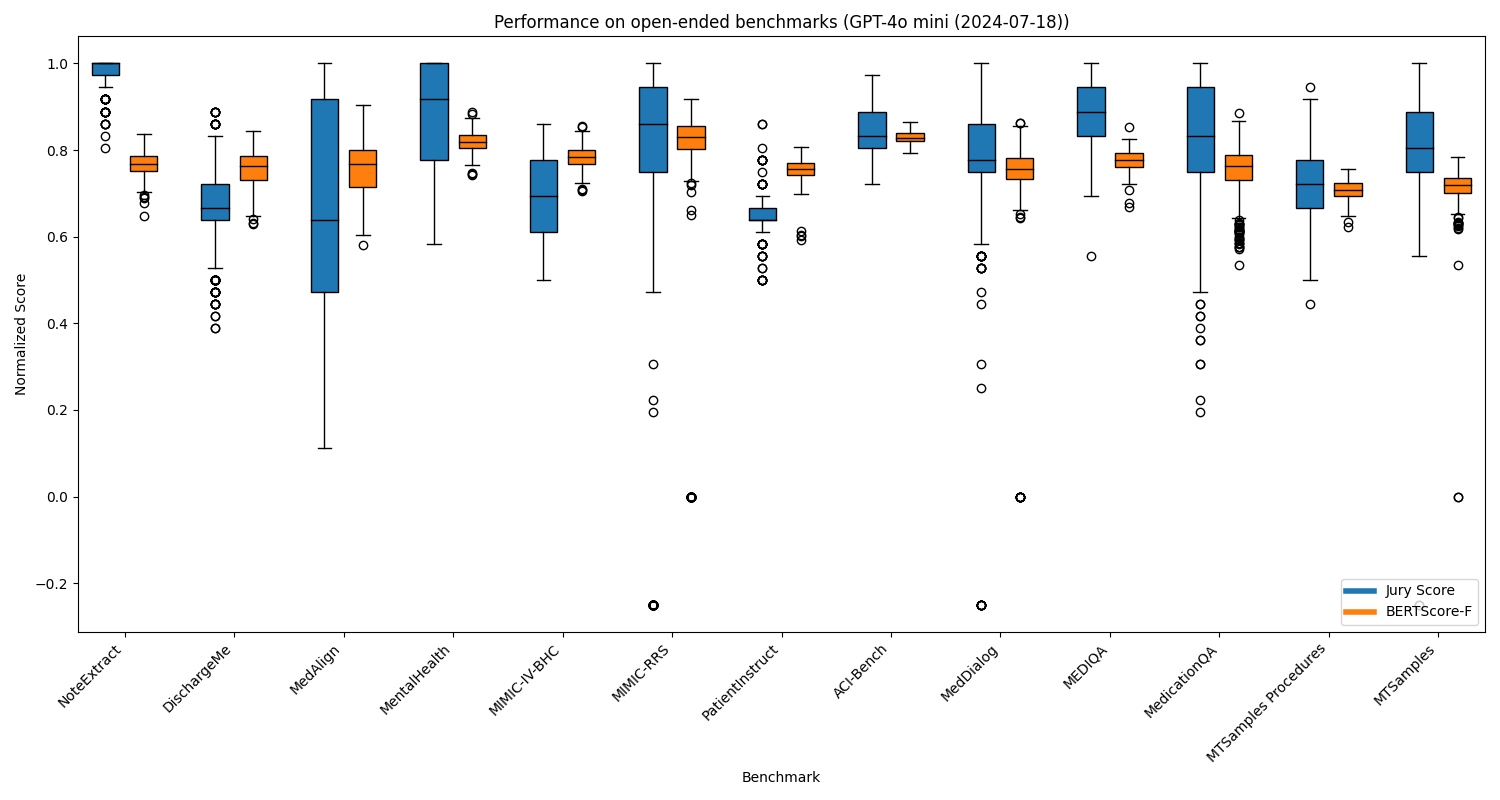 Performance on open-ended benchmarks (GPT-4o mini (2024-07-18))
Normalized Score
1.0
0.8
0.6
0.4
0.2
0.0
−0.2
NoteExtract
DischargeMe
MedAlign
MentalHealth
MIMIC-IV-BHC
MIMIC-RRS
PatientInstruct
ACI-Bench
MedDialog
MEDIQA
MedicationQA
MTSamples Procedures
MTSamples
Benchmark
Jury Score
BERTScore-F